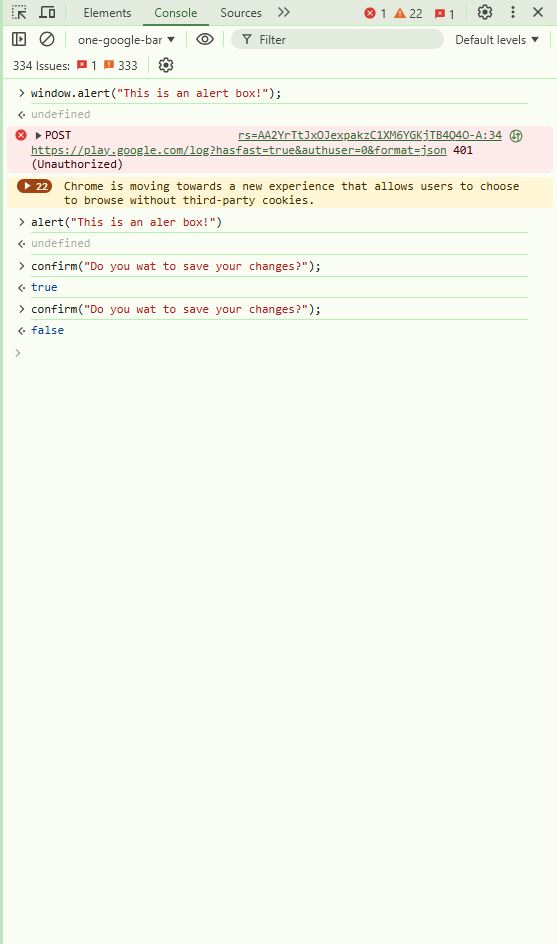 Elements Console Sources 1 22 1
one-google-bar Filter Default levels
334 Issues: 1 333
window.alert("This is an alert box!");
undefined
POST rs=AA2YrTtJxOJexpakzC1XM6YGKjTB4Q4O-A:34
https://play.google.com/log?hasfast=true&authuser=0&format=json 401
(Unauthorized)
22 Chrome is moving towards a new experience that allows users to choose
to browse without third-party cookies.
alert("This is an aler box!")
undefined
confirm("Do you wat to save your changes?");
true
confirm("Do you wat to save your changes?");
false